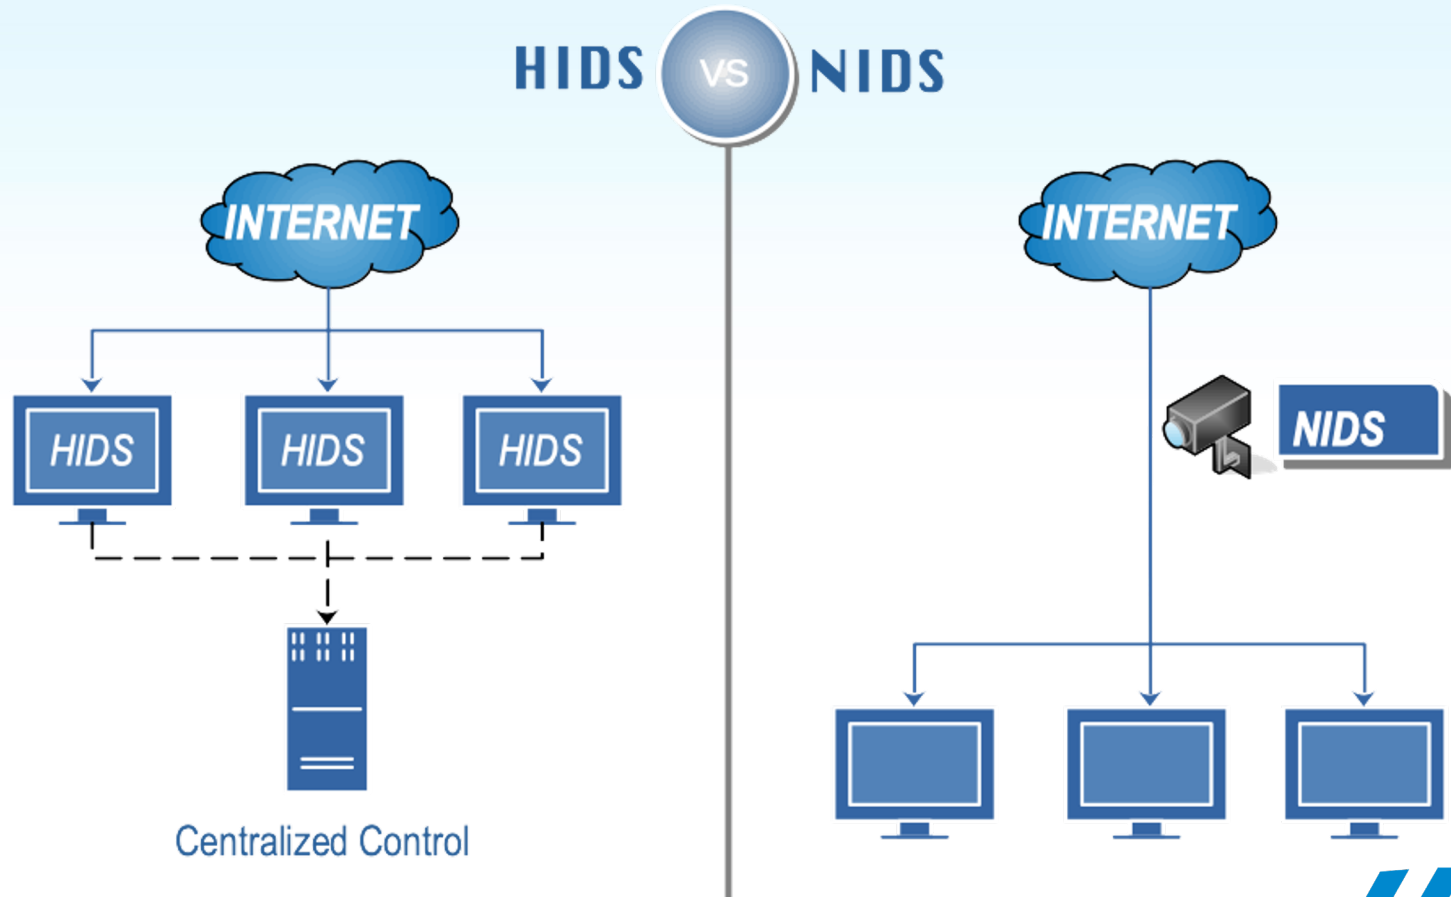 HIDS VS NIDS
INTERNET
HIDS HIDS HIDS
Centralized Control
INTERNET
NIDS